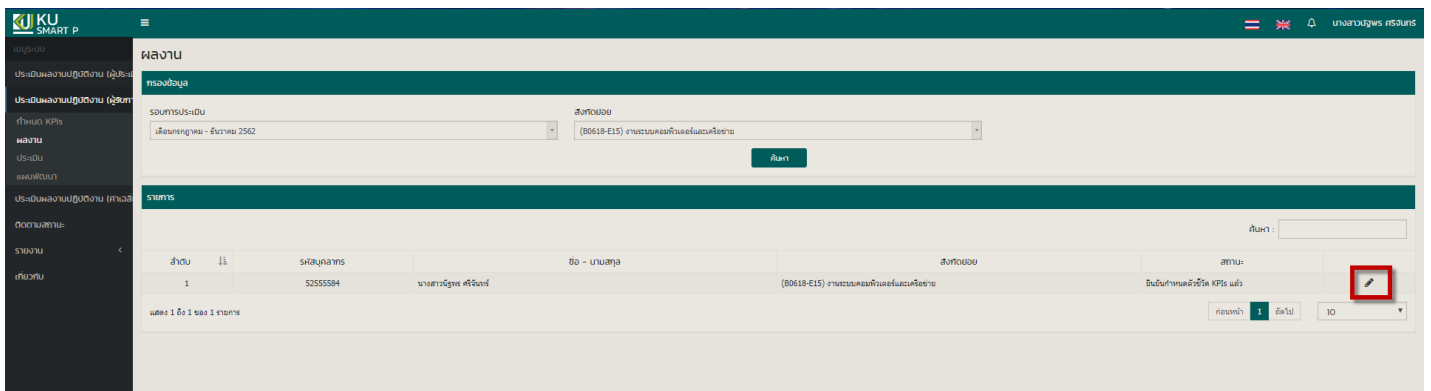 KU
SMART P
นางสาวณัฐพร ศรีจันทร์
เมนูระบบ
ผลงาน
ประเมินผลงานปฏิบัติงาน (ผู้ประเมิ
กรองข้อมูล
ประเมินผลงานปฏิบัติงาน (ผู้รับกา
รอบการประเมิน
สังกัดย่อย
กำหนด KPIs
เดือนกรกฎาคม - ธันวาคม 2562
(B0618-E15) งานระบบคอมพิวเตอร์และเครือข่าย
ผลงาน
ประเมิน
ค้นหา
แผนพัฒนา
ประเมินผลงานปฏิบัติงาน (ค่าเฉลี่
รายการ
ติดตามสถานะ
ค้นหา :
รายงาน
ลำดับ
รหัสบุคลากร
ชื่อ - นามสกุล
สังกัดย่อย
สถานะ
เกี่ยวกับ
1
52555584
นางสาวณัฐพร ศรีจันทร์
(B0618-E15) งานระบบคอมพิวเตอร์และเครือข่าย
ยืนยันกำหนดตัวชี้วัด KPIs แล้ว
แสดง 1 ถึง 1 ของ 1 รายการ
ก่อนหน้า
1
ถัดไป
10